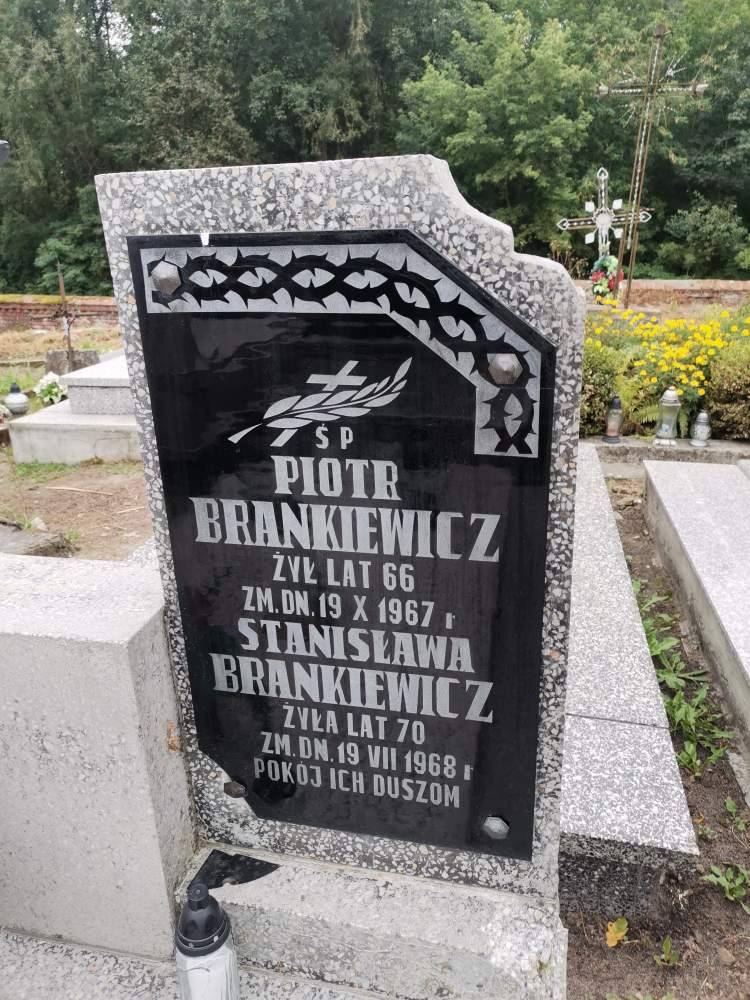 Ś P
PIOTR
BRANKIEWICZ
ŻYŁ LAT 66
ZM. DN. 19 X 1967 r
STANISŁAWA
BRANKIEWICZ
ŻYŁA LAT 70
ZM. DN. 19 VII 1968 r
POKÓJ ICH DUSZOM